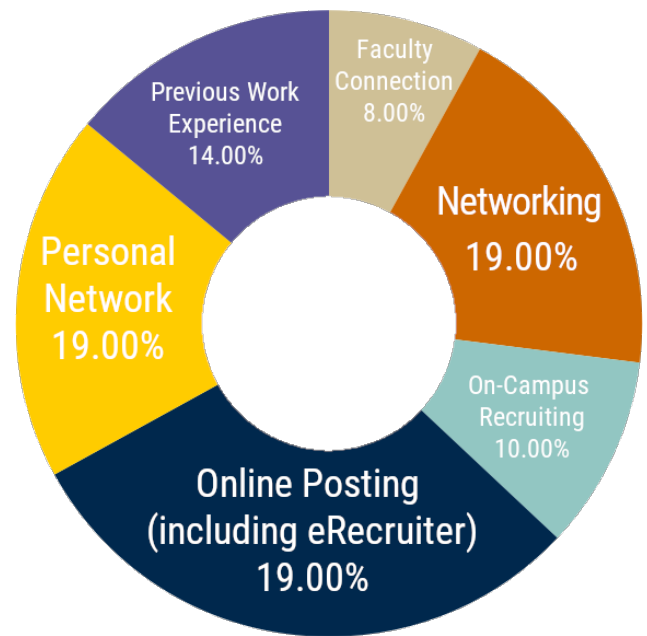 Faculty
Connection
8.00%
Networking
19.00%
On-Campus
Recruiting
10.00%
Online Posting
(including eRecruiter)
19.00%
Personal
Network
19.00%
Previous Work
Experience
14.00%